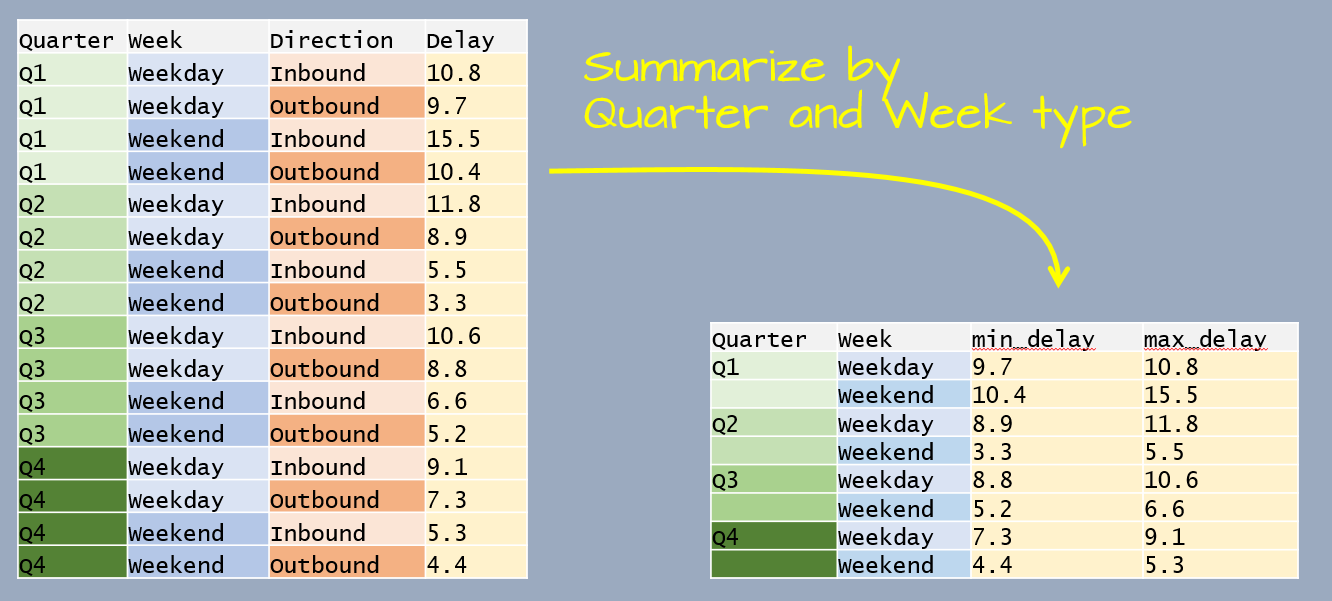 Quarter Week Direction Delay
Q1 Weekday Inbound 10.8
Q1 Weekday Outbound 9.7
Q1 Weekend Inbound 15.5
Q1 Weekend Outbound 10.4
Q2 Weekday Inbound 11.8
Q2 Weekday Outbound 8.9
Q2 Weekend Inbound 5.5
Q2 Weekend Outbound 3.3
Q3 Weekday Inbound 10.6
Q3 Weekday Outbound 8.8
Q3 Weekend Inbound 6.6
Q3 Weekend Outbound 5.2
Q4 Weekday Inbound 9.1
Q4 Weekday Outbound 7.3
Q4 Weekend Inbound 5.3
Q4 Weekend Outbound 4.4
Summarize by
Quarter and Week type
Quarter Week min_delay max_delay
Q1 Weekday 9.7 10.8
Weekend 10.4 15.5
Q2 Weekday 8.9 11.8
Weekend 3.3 5.5
Q3 Weekday 8.8 10.6
Weekend 5.2 6.6
Q4 Weekday 7.3 9.1
Weekend 4.4 5.3